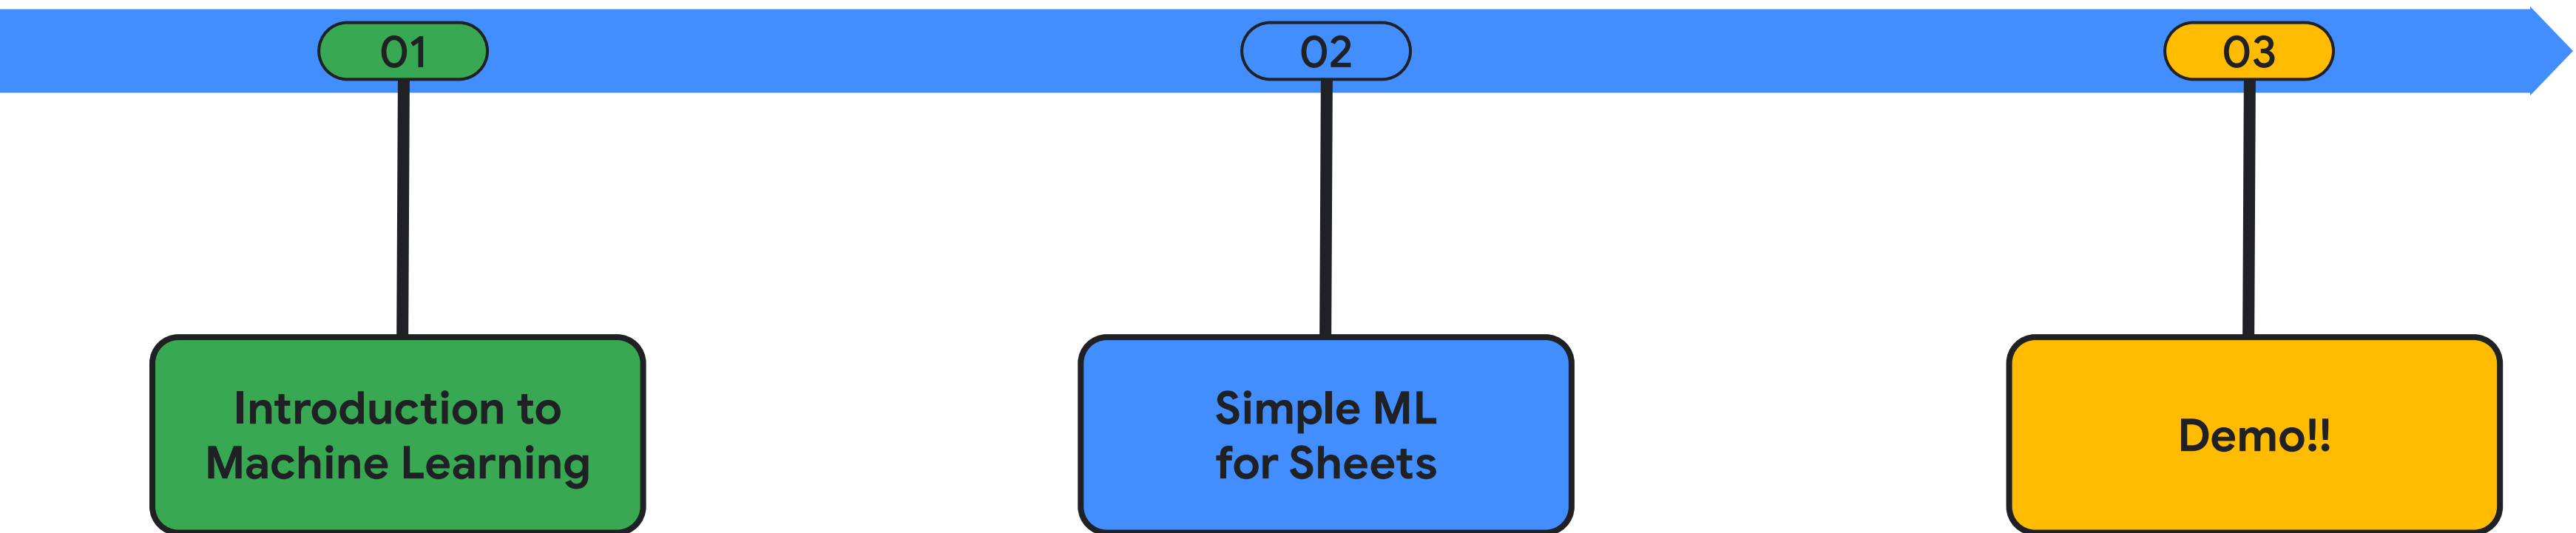 01
02
03
Introduction to
Machine Learning
Simple ML
for Sheets
Demo!!